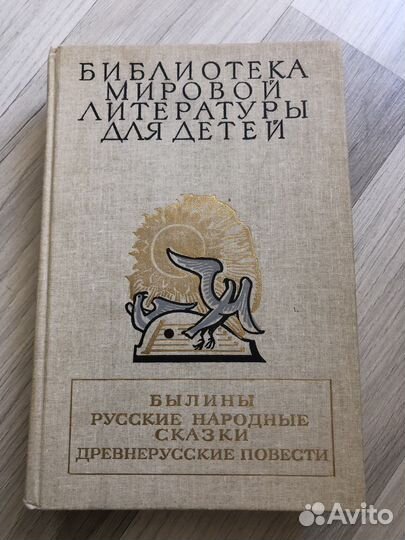 БИБЛИОТЕКА
МИРОВОЙ
ЛИТЕРАТУРЫ
ДЛЯ ДЕТЕЙ
БЫЛИНЫ
РУССКИЕ НАРОДНЫЕ
СКАЗКИ
ДРЕВНЕРУССКИЕ ПОВЕСТИ
Avito